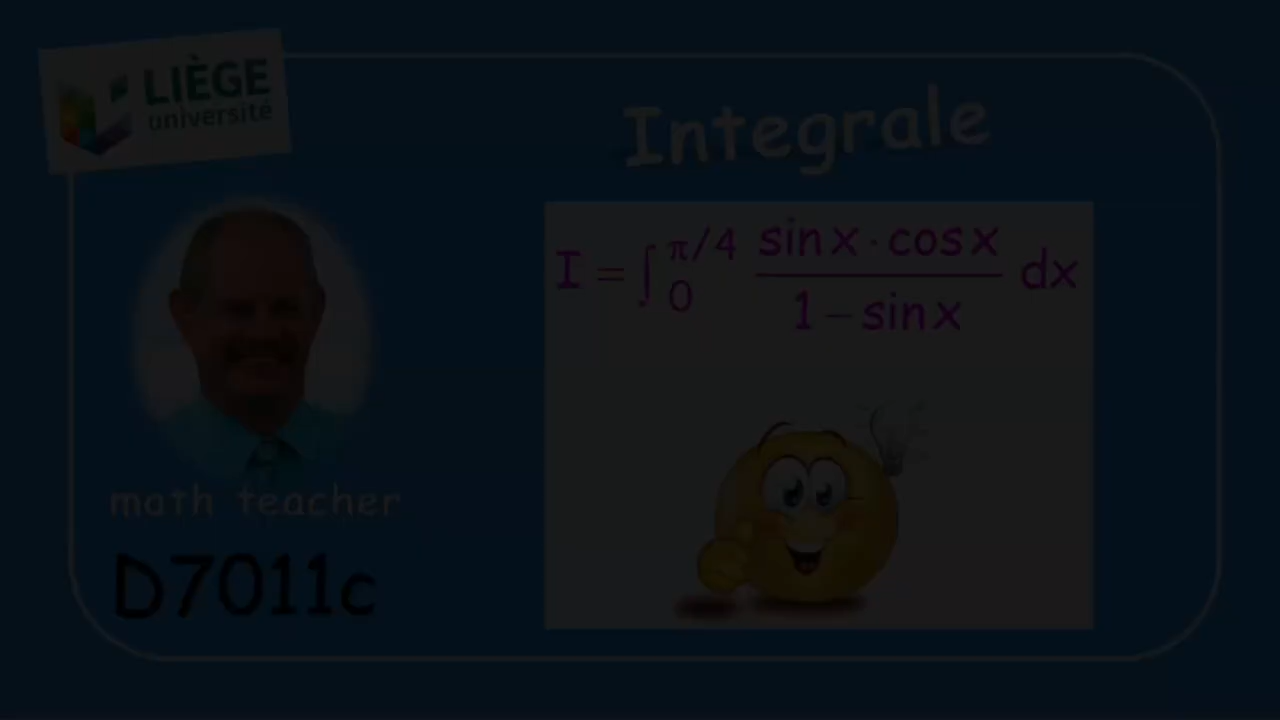 LIÈGE
université
Integrale
I = ∫₀^π/4 (sin x · cos x)/(1 – sin x) dx
math teacher
D7011c